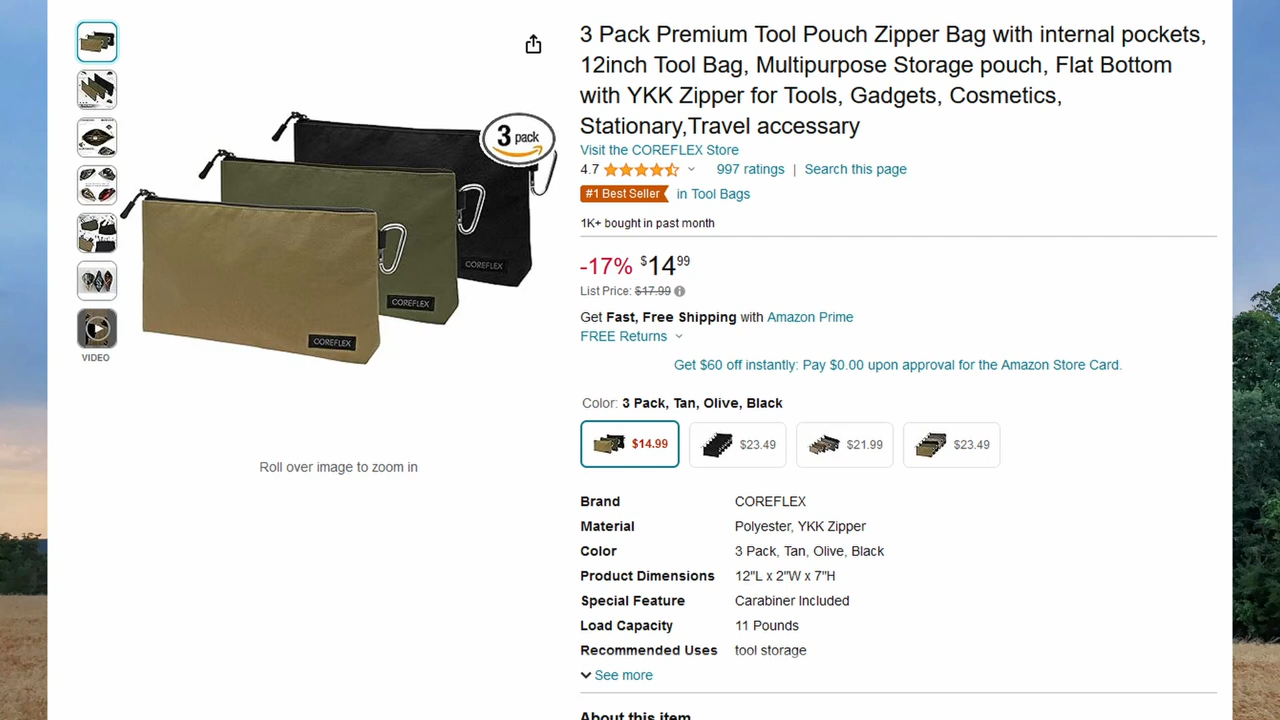 3 Pack Premium Tool Pouch Zipper Bag with internal pockets,
12inch Tool Bag, Multipurpose Storage pouch, Flat Bottom
with YKK Zipper for Tools, Gadgets, Cosmetics,
Stationary,Travel accessary
Visit the COREFLEX Store
4.7 997 ratings | Search this page
#1 Best Seller in Tool Bags
1K+ bought in past month
-17% $14 99
List Price: $17.99
Get Fast, Free Shipping with Amazon Prime
FREE Returns
Get $60 off instantly: Pay $0.00 upon approval for the Amazon Store Card.
Color: 3 Pack, Tan, Olive, Black
$14.99 $23.49 $21.99 $23.49
Brand COREFLEX
Material Polyester, YKK Zipper
Color 3 Pack, Tan, Olive, Black
Product Dimensions 12"L x 2"W x 7"H
Special Feature Carabiner Included
Load Capacity 11 Pounds
Recommended Uses tool storage
See more
About this item
3 pack
COREFLEX
COREFLEX
COREFLEX
VIDEO
Roll over image to zoom in